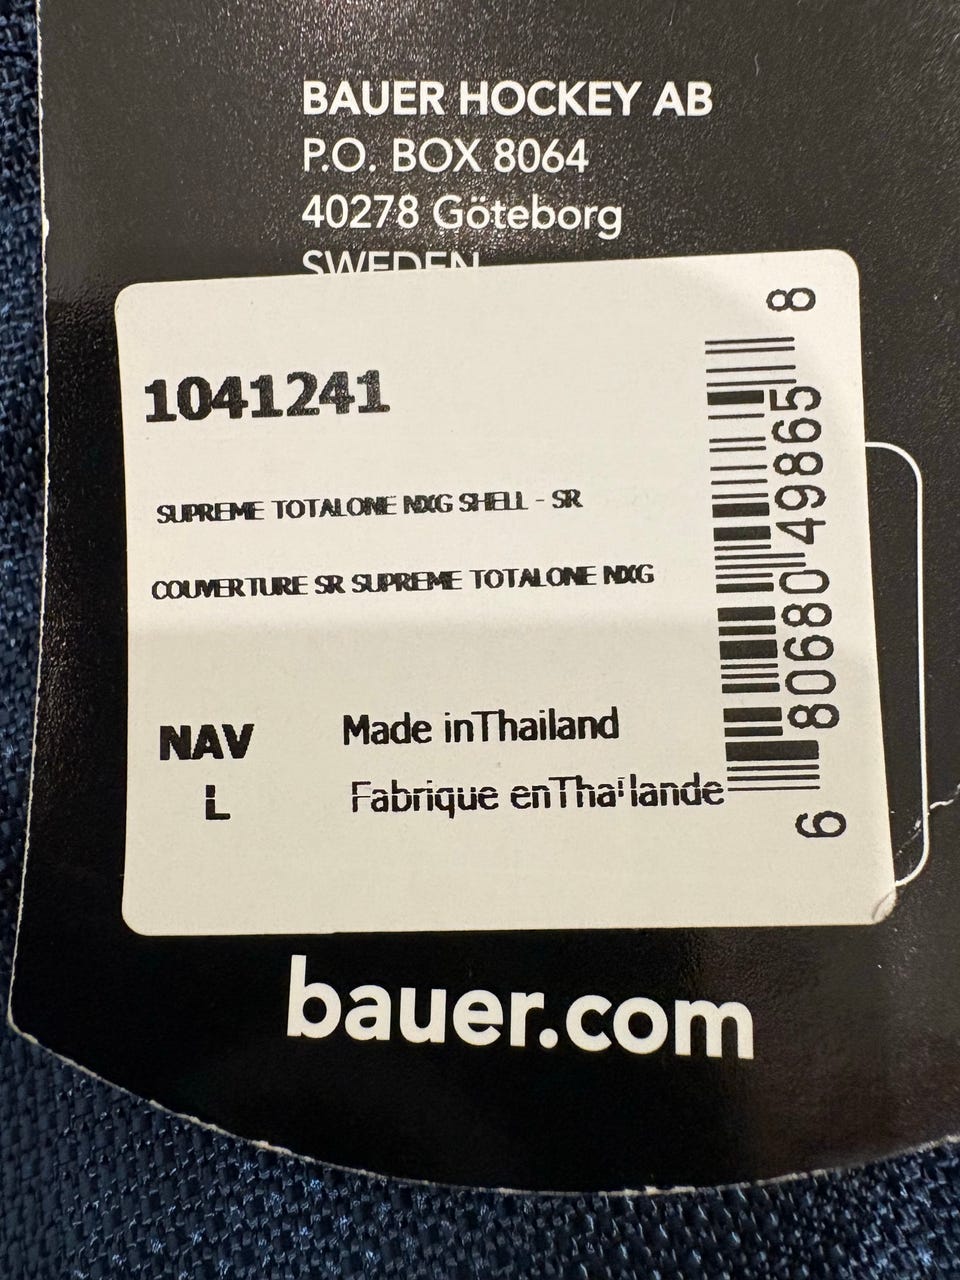 BAUER HOCKEY AB
P.O. BOX 8064
40278 Göteborg
SWEDEN
1041241
SUPREME TOTALONE NXG SHELL - SR
COUVERTURE SR SUPREME TOTALONE NXG
NAV
L
Made inThailand
Fabrique enThaïlande
6 80680 49865 8
bauer.com